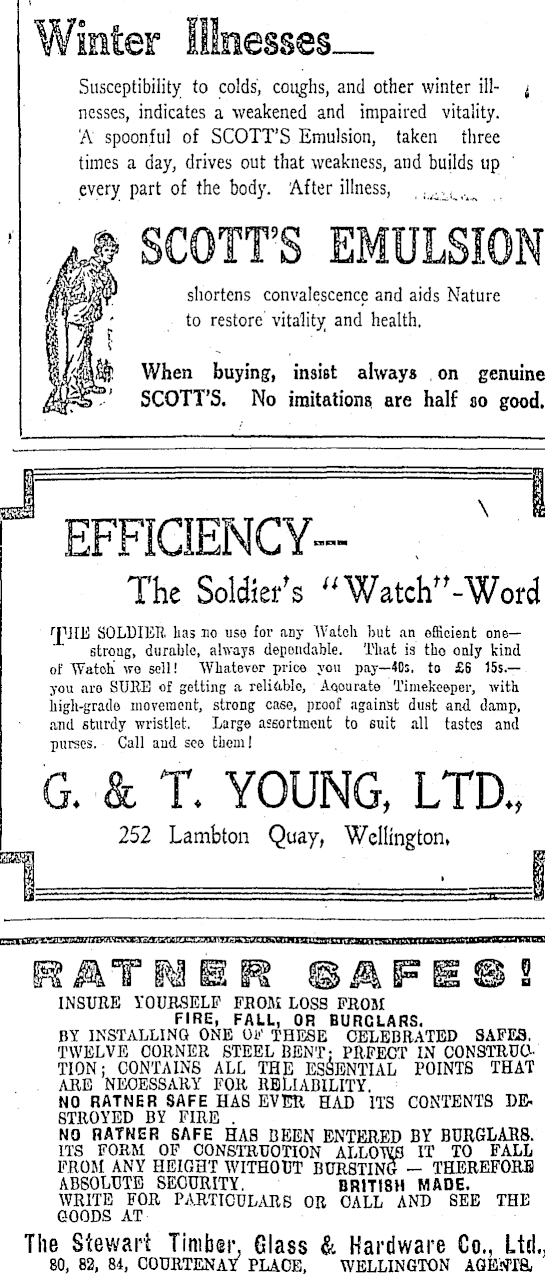 Winter Illnesses—
Susceptibility to colds, coughs, and other winter ill-
nesses, indicates a weakened and impaired vitality.
A spoonful of SCOTT'S Emulsion, taken three
times a day, drives out that weakness, and builds up
every part of the body. After illness,
SCOTT'S EMULSION
shortens convalescence and aids Nature
to restore vitality and health.
When buying, insist always on genuine
SCOTT'S. No imitations are half so good.
EFFICIENCY—
The Soldier's "Watch"-Word
THE SOLDIER has no use for any Watch but an efficient one—
strong, durable, always dependable. That is the only kind
of Watch we sell! Whatever price you pay—40s. to £6 15s.—
you are SURE of getting a reliable, Accurate Timekeeper, with
high-grade movement, strong case, proof against dust and damp,
and sturdy wristlet. Large assortment to suit all tastes and
purses. Call and see them!
G. & T. YOUNG, LTD.,
252 Lambton Quay, Wellington.
RATNER SAFES!
INSURE YOURSELF FROM LOSS FROM
FIRE, FALL, OR BURGLARS.
BY INSTALLING ONE OF THESE CELEBRATED SAFES.
TWELVE CORNER STEEL BENT; PRFECT IN CONSTRUC-
TION; CONTAINS ALL THE ESSENTIAL POINTS THAT
ARE NECESSARY FOR RELIABILITY.
NO RATNER SAFE HAS EVER HAD ITS CONTENTS DE-
STROYED BY FIRE .
NO RATNER SAFE HAS BEEN ENTERED BY BURGLARS.
ITS FORM OF CONSTRUCTION ALLOWS IT TO FALL
FROM ANY HEIGHT WITHOUT BURSTING — THEREFORE
ABSOLUTE SECURITY. BRITISH MADE.
WRITE FOR PARTICULARS OR CALL AND SEE THE
GOODS AT
The Stewart Timber, Glass & Hardware Co., Ltd.,
80, 82, 84, COURTENAY PLACE, WELLINGTON AGENTS,